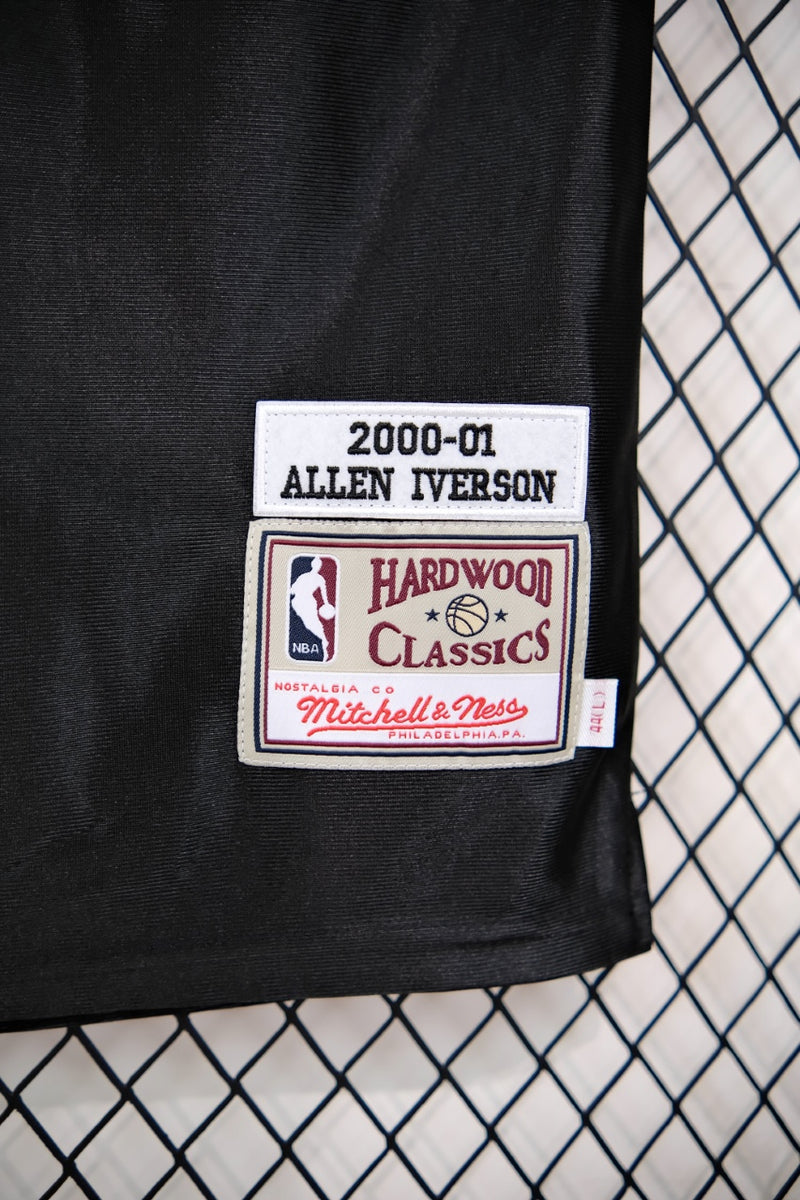 2000-01
ALLEN IVERSON
HARDWOOD
CLASSICS
NBA
NOSTALGIA CO
Mitchell & Ness
PHILADELPHIA, PA.
44(L)